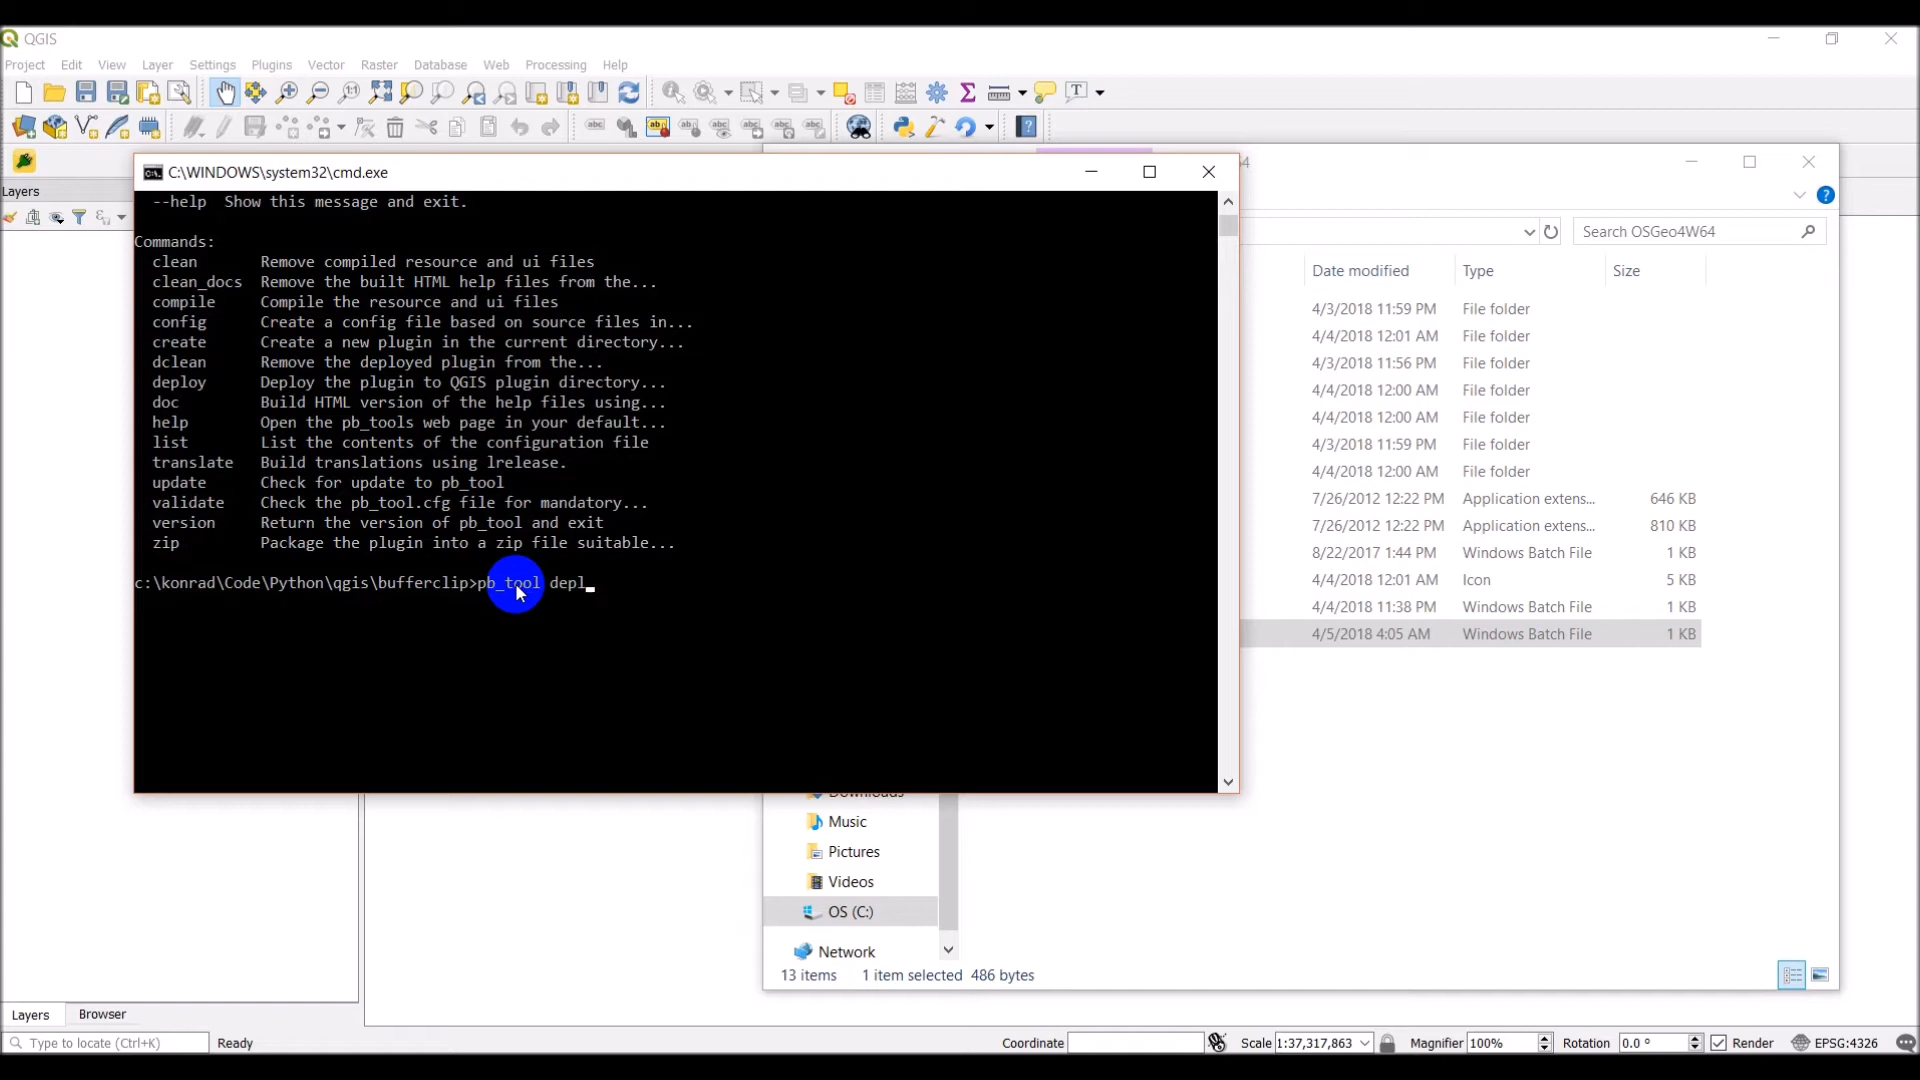 QGIS
Project Edit View Layer Settings Plugins Vector Raster Database Web Processing Help
C:\WINDOWS\system32\cmd.exe
Layers
--help  Show this message and exit.
Commands:
clean Remove compiled resource and ui files
clean_docs Remove the built HTML help files from the...
compile Compile the resource and ui files
config Create a config file based on source files in...
create Create a new plugin in the current directory...
dclean Remove the deployed plugin from the...
deploy Deploy the plugin to QGIS plugin directory...
doc Build HTML version of the help files using...
help Open the pb_tools web page in your default...
list List the contents of the configuration file
translate Build translations using lrelease.
update Check for update to pb_tool
validate Check the pb_tool.cfg file for mandatory...
version Return the version of pb_tool and exit
zip Package the plugin into a zip file suitable...
c:\konrad\Code\Python\qgis\bufferclip>pb_tool depl_
Search OSGeo4W64
Date modified Type Size
4/3/2018 11:59 PM File folder
4/4/2018 12:01 AM File folder
4/3/2018 11:56 PM File folder
4/4/2018 12:00 AM File folder
4/4/2018 12:00 AM File folder
4/3/2018 11:59 PM File folder
4/4/2018 12:00 AM File folder
7/26/2012 12:22 PM Application extens... 646 KB
7/26/2012 12:22 PM Application extens... 810 KB
8/22/2017 1:44 PM Windows Batch File 1 KB
4/4/2018 12:01 AM Icon 5 KB
4/4/2018 11:38 PM Windows Batch File 1 KB
4/5/2018 4:05 AM Windows Batch File 1 KB
Downloads
Music
Pictures
Videos
OS (C:)
Network
13 items 1 item selected 486 bytes
Layers Browser
Type to locate (Ctrl+K) Ready Coordinate Scale 1:37,317,863 Magnifier 100% Rotation 0.0 ° Render EPSG:4326